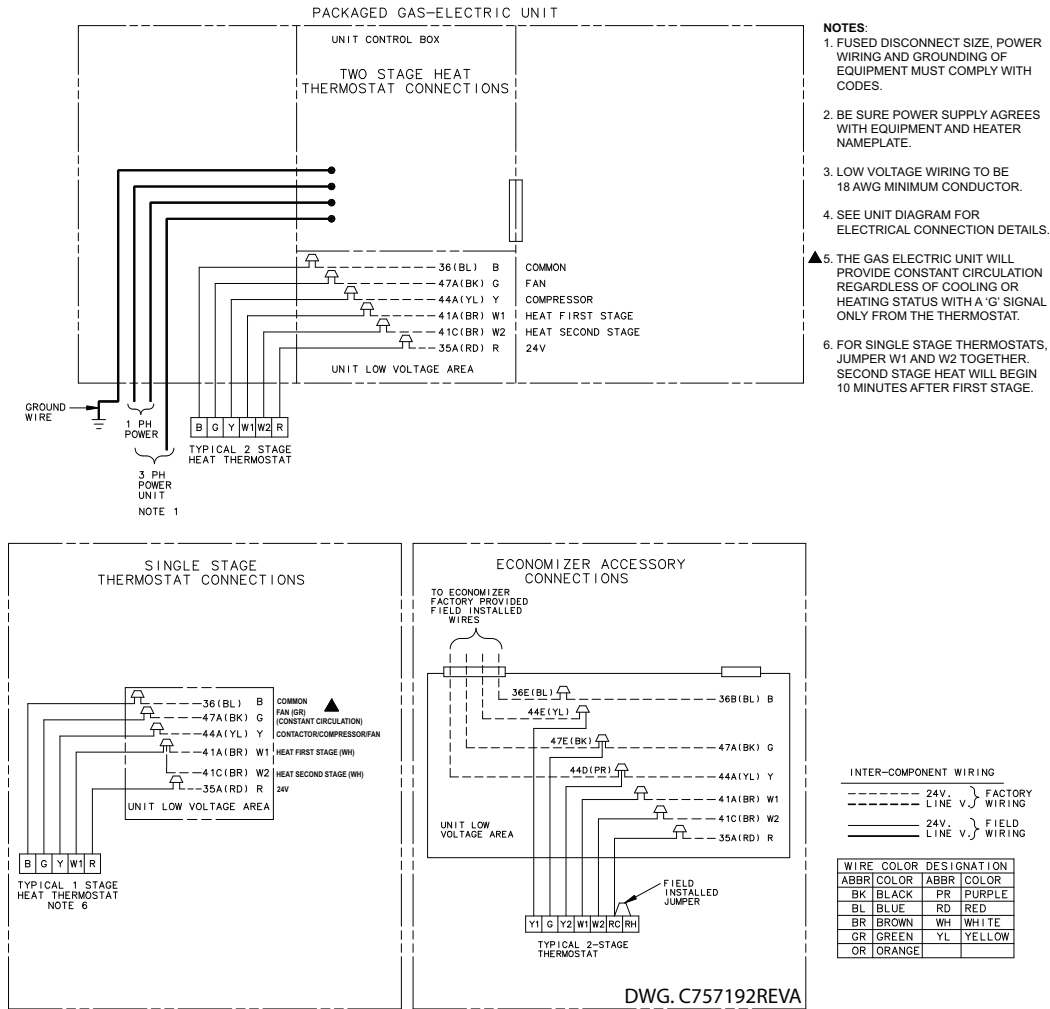 PACKAGED GAS-ELECTRIC UNIT
UNIT CONTROL BOX
TWO STAGE HEAT
THERMOSTAT CONNECTIONS
36(BL) B COMMON
47A(BK) G FAN
44A(YL) Y COMPRESSOR
41A(BR) W1 HEAT FIRST STAGE
41C(BR) W2 HEAT SECOND STAGE
35A(RD) R 24V
UNIT LOW VOLTAGE AREA
GROUND
WIRE
1 PH
POWER
3 PH
POWER
UNIT
NOTE 1
B G Y W1 W2 R
TYPICAL 2 STAGE
HEAT THERMOSTAT
NOTES:
1. FUSED DISCONNECT SIZE, POWER
WIRING AND GROUNDING OF
EQUIPMENT MUST COMPLY WITH
CODES.
2. BE SURE POWER SUPPLY AGREES
WITH EQUIPMENT AND HEATER
NAMEPLATE.
3. LOW VOLTAGE WIRING TO BE
18 AWG MINIMUM CONDUCTOR.
4. SEE UNIT DIAGRAM FOR
ELECTRICAL CONNECTION DETAILS.
5. THE GAS ELECTRIC UNIT WILL
PROVIDE CONSTANT CIRCULATION
REGARDLESS OF COOLING OR
HEATING STATUS WITH A ‘G’ SIGNAL
ONLY FROM THE THERMOSTAT.
6. FOR SINGLE STAGE THERMOSTATS,
JUMPER W1 AND W2 TOGETHER.
SECOND STAGE HEAT WILL BEGIN
10 MINUTES AFTER FIRST STAGE.
SINGLE STAGE
THERMOSTAT CONNECTIONS
36(BL) B COMMON
47A(BK) G FAN (GR)
(CONSTANT CIRCULATION)
44A(YL) Y CONTACTOR/COMPRESSOR/FAN
41A(BR) W1 HEAT FIRST STAGE (WH)
41C(BR) W2 HEAT SECOND STAGE (WH)
35A(RD) R 24V
UNIT LOW VOLTAGE AREA
B G Y W1 R
TYPICAL 1 STAGE
HEAT THERMOSTAT
NOTE 6
ECONOMIZER ACCESSORY
CONNECTIONS
TO ECONOMIZER
FACTORY PROVIDED
FIELD INSTALLED
WIRES
36E(BL) 36B(BL) B
44E(YL)
47E(BK) 47A(BK) G
44D(PR) 44A(YL) Y
41A(BR) W1
41C(BR) W2
35A(RD) R
UNIT LOW
VOLTAGE AREA
FIELD
INSTALLED
JUMPER
Y1 G Y2 W1 W2 RC RH
TYPICAL 2-STAGE
THERMOSTAT
DWG. C757192REVA
INTER-COMPONENT WIRING
24V. FACTORY
LINE V. WIRING
24V. FIELD
LINE V. WIRING
WIRE COLOR DESIGNATION
ABBR COLOR ABBR COLOR
BK BLACK PR PURPLE
BL BLUE RD RED
BR BROWN WH WHITE
GR GREEN YL YELLOW
OR ORANGE